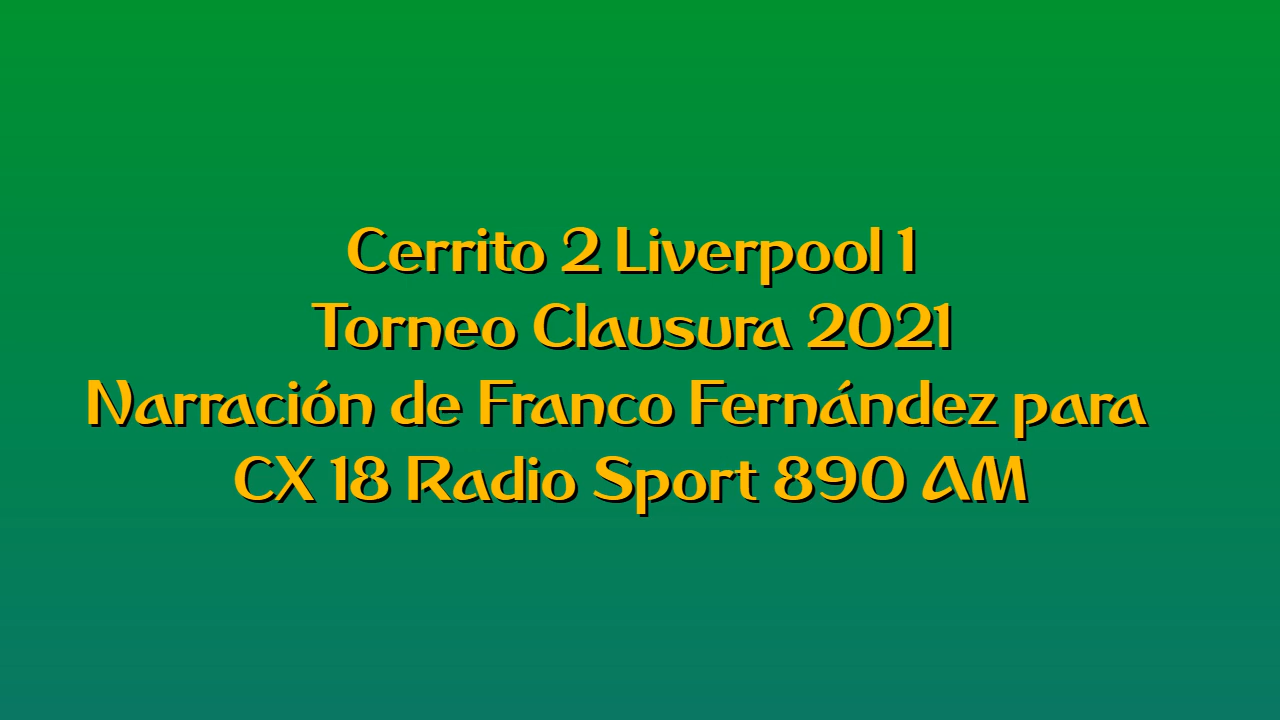 Cerrito 2 Liverpool 1
Torneo Clausura 2021
Narración de Franco Fernández para
CX 18 Radio Sport 890 AM